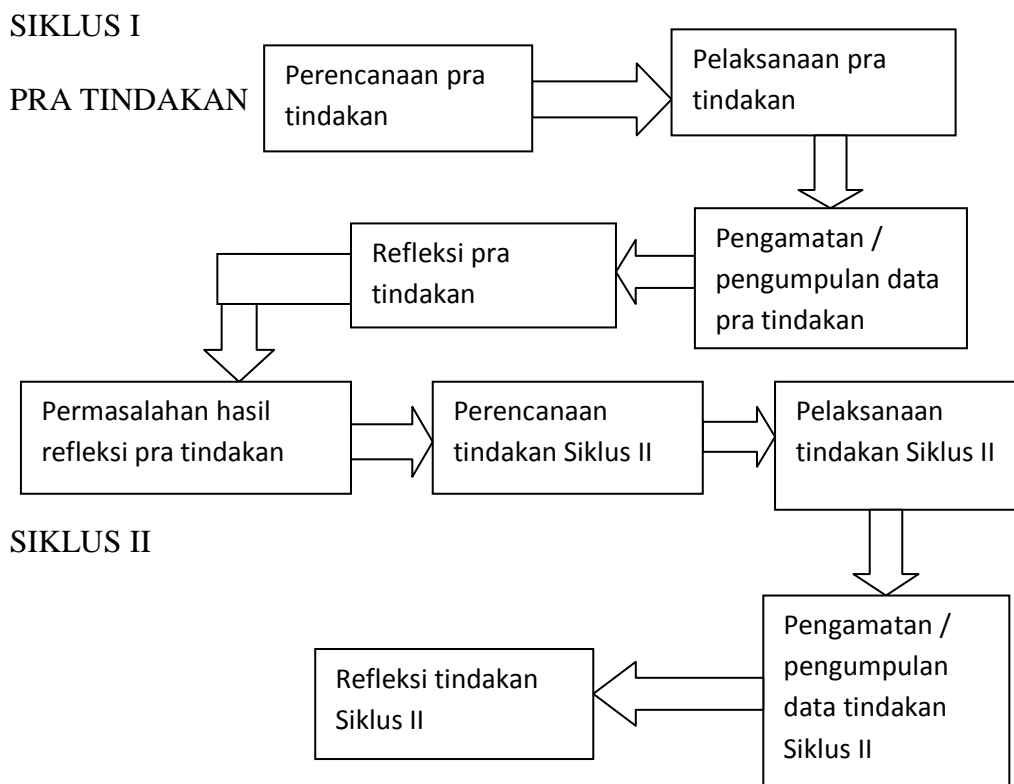 SIKLUS I
PRA TINDAKAN
Perencanaan pra
tindakan
Pelaksanaan pra
tindakan
Pengamatan /
pengumpulan data
pra tindakan
Refleksi pra
tindakan
Permasalahan hasil
refleksi pra tindakan
Perencanaan
tindakan Siklus II
Pelaksanaan
tindakan Siklus II
SIKLUS II
Pengamatan /
pengumpulan
data tindakan
Siklus II
Refleksi tindakan
Siklus II